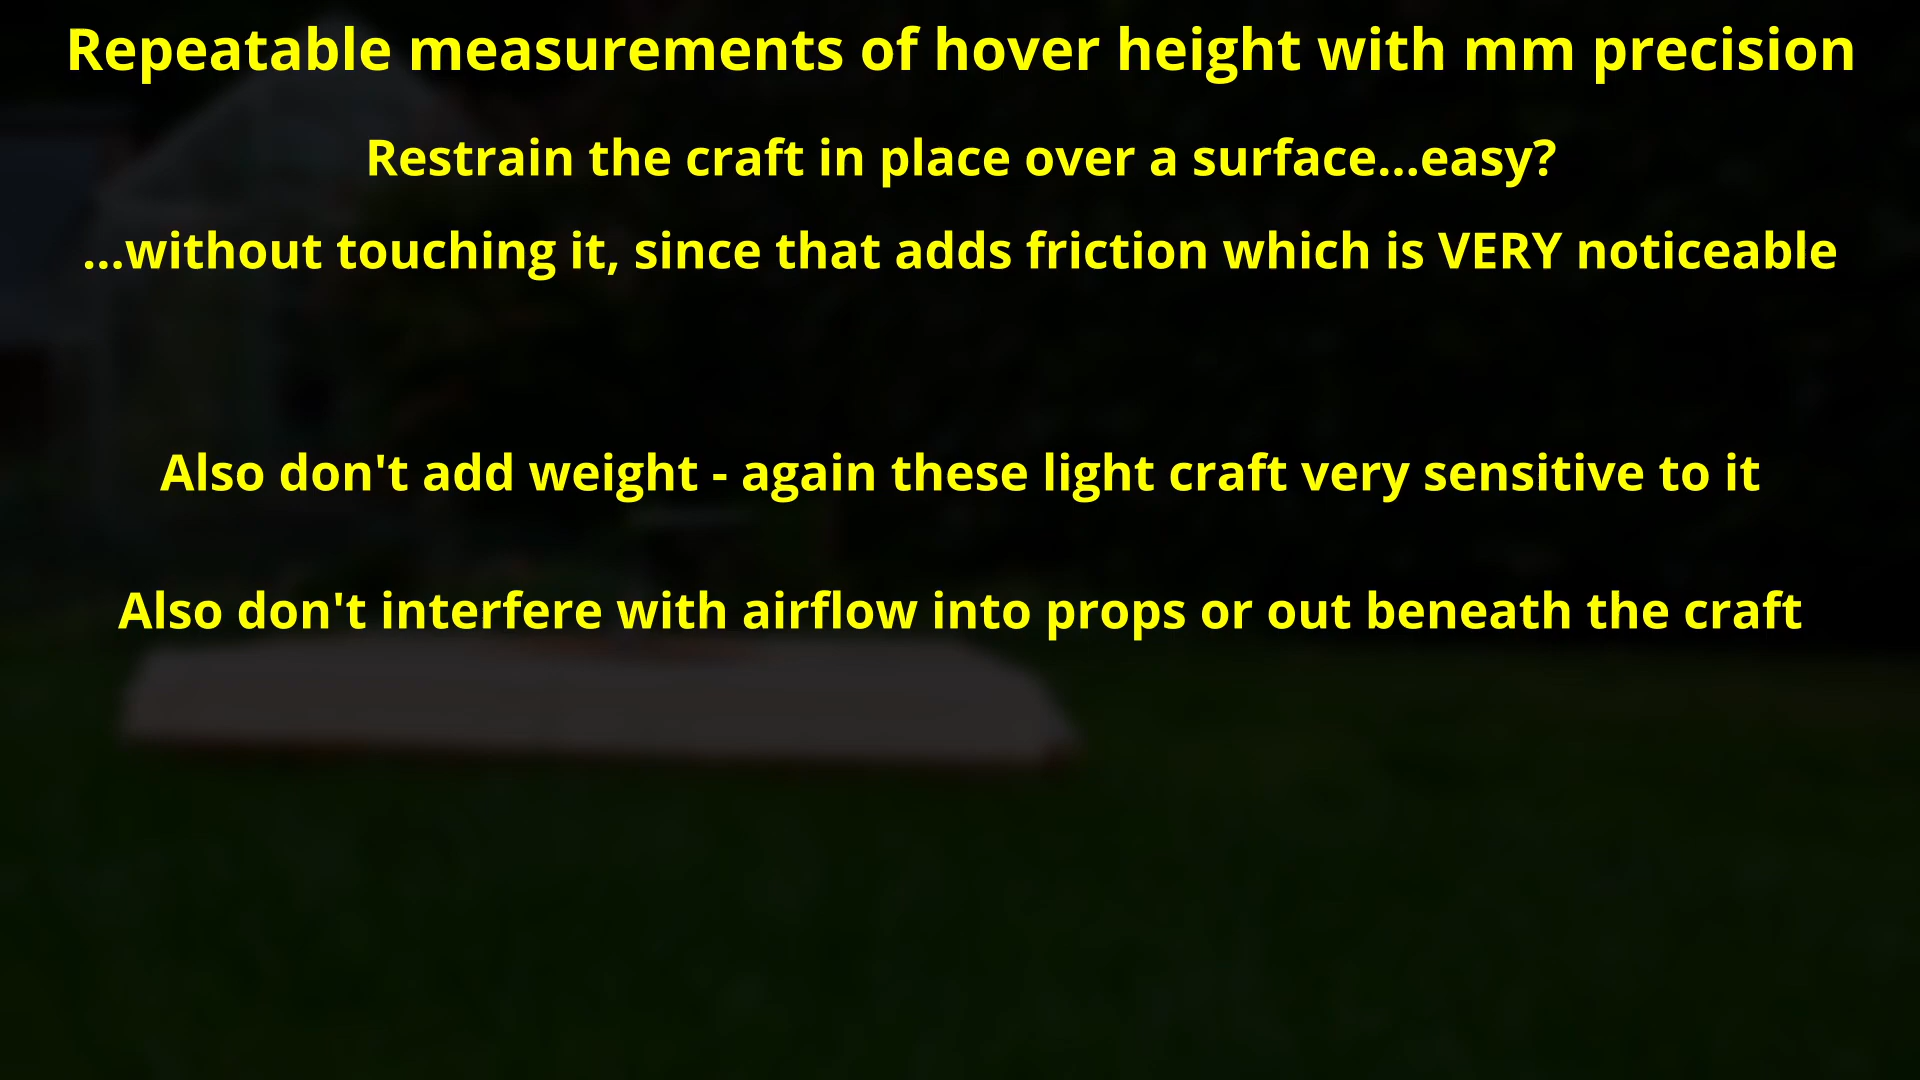 Repeatable measurements of hover height with mm precision
Restrain the craft in place over a surface...easy?
...without touching it, since that adds friction which is VERY noticeable
Also don't add weight - again these light craft very sensitive to it
Also don't interfere with airflow into props or out beneath the craft